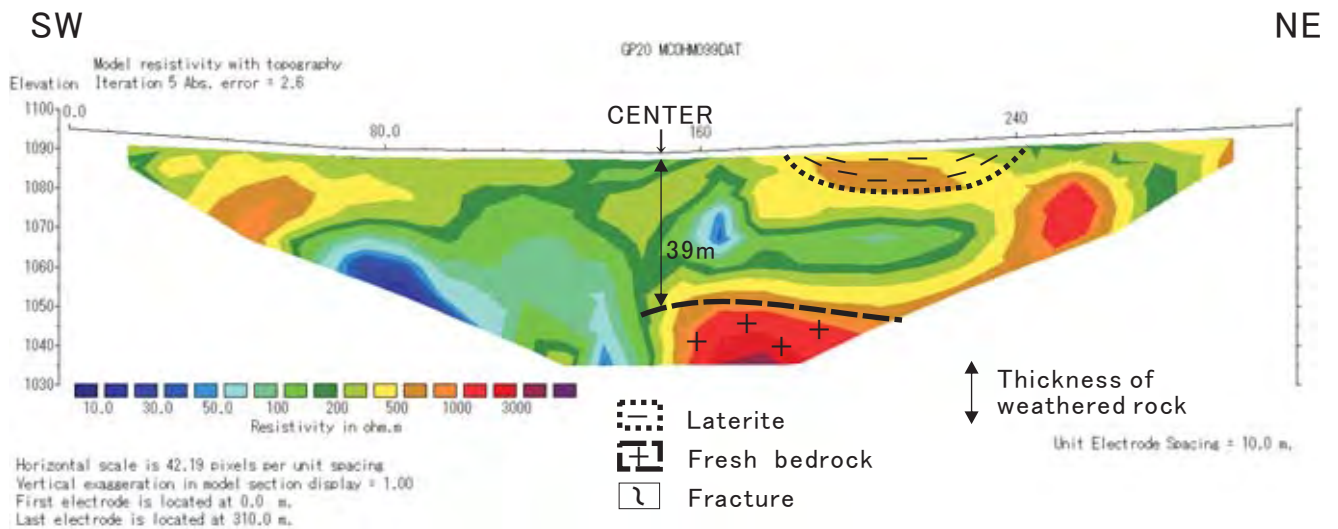 SW
NE
GP20 MCOHM099DAT
Model resistivity with topography
Elevation Iteration 5 Abs. error = 2.6
1100
0.0
CENTER
80.0
160
240
1090
1080
1070
1060
1050
1040
1030
39m
10.0 30.0 50.0 100 200 500 1000 3000
Resistivity in ohm.m
Thickness of
weathered rock
Laterite
Fresh bedrock
Fracture
Unit Electrode Spacing = 10.0 m.
Horizontal scale is 42.19 pixels per unit spacing
Vertical exaggeration in model section display = 1.00
First electrode is located at 0.0 m.
Last electrode is located at 310.0 m.